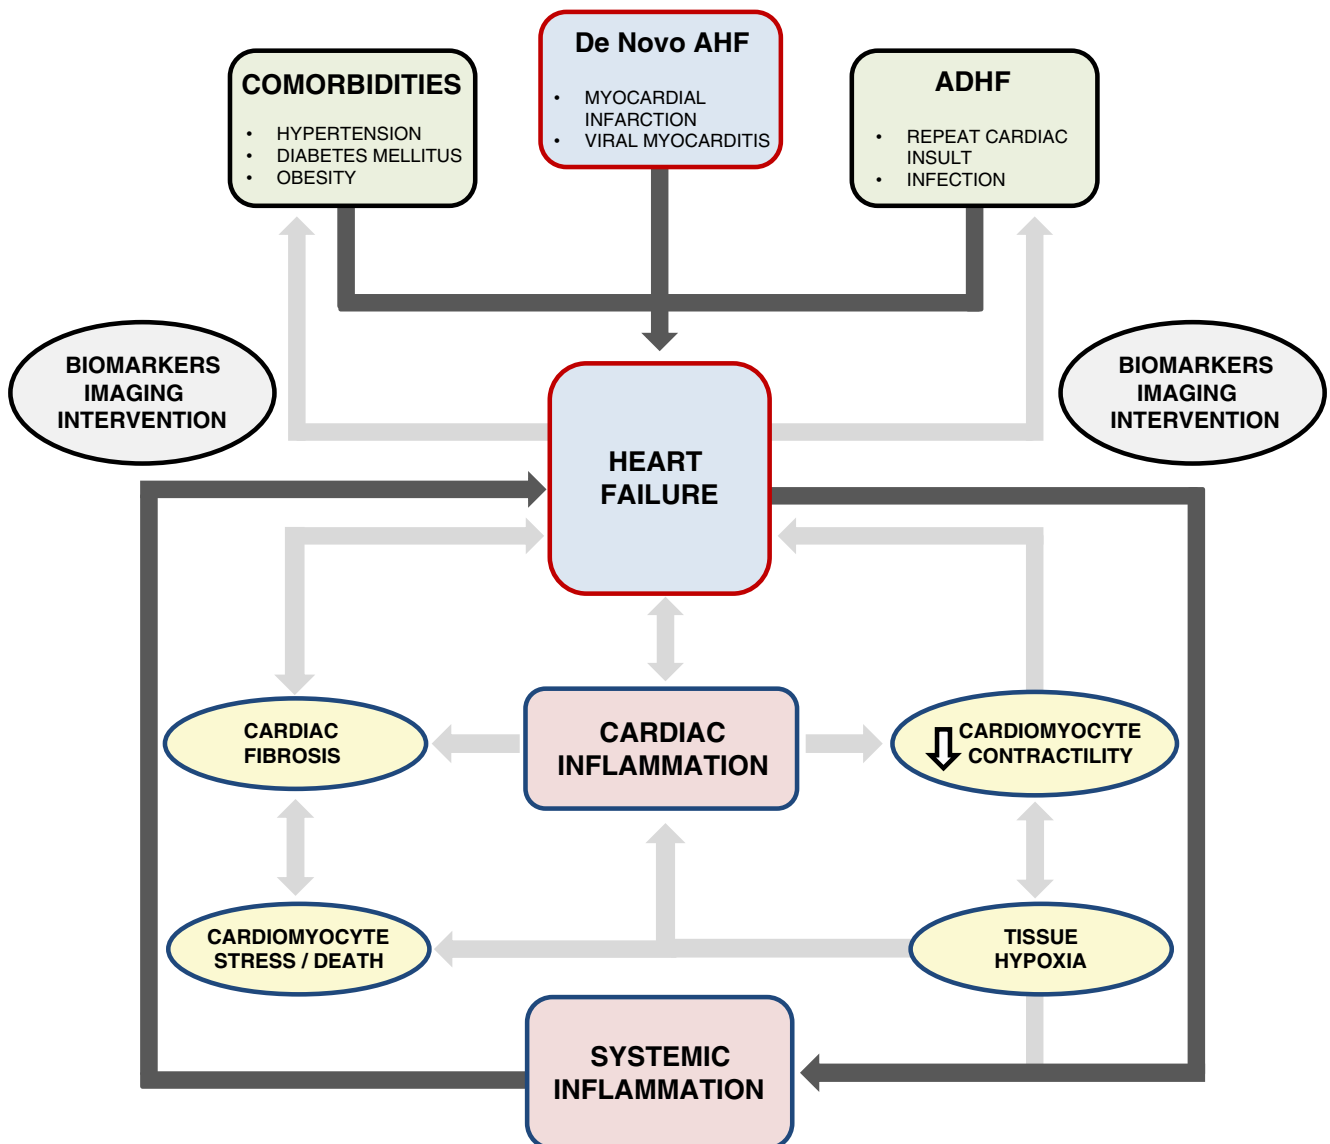 De Novo AHF
• MYOCARDIAL
INFARCTION
• VIRAL MYOCARDITIS
COMORBIDITIES
• HYPERTENSION
• DIABETES MELLITUS
• OBESITY
ADHF
• REPEAT CARDIAC
INSULT
• INFECTION
BIOMARKERS
IMAGING
INTERVENTION
BIOMARKERS
IMAGING
INTERVENTION
HEART
FAILURE
CARDIAC
FIBROSIS
CARDIAC
INFLAMMATION
CARDIOMYOCYTE
CONTRACTILITY
CARDIOMYOCYTE
STRESS / DEATH
TISSUE
HYPOXIA
SYSTEMIC
INFLAMMATION